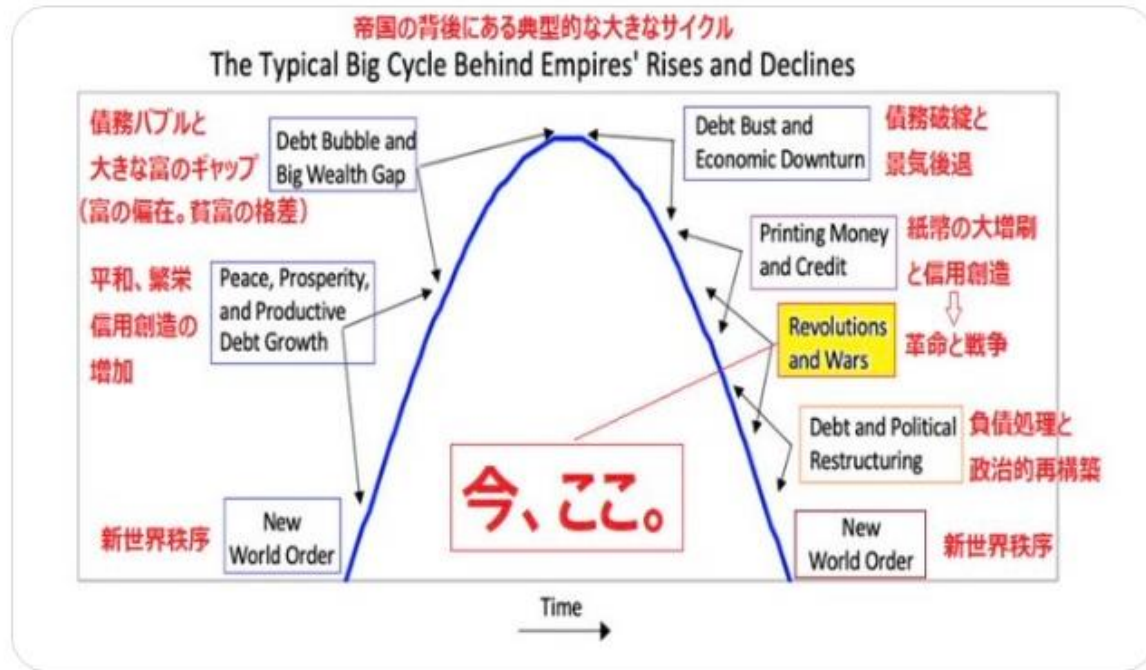 帝国の背後にある典型的な大きなサイクル
The Typical Big Cycle Behind Empires' Rises and Declines
債務バブルと
大きな富のギャップ
(富の偏在。貧富の格差)
Debt Bubble and
Big Wealth Gap
Debt Bust and
Economic Downturn
債務破綻と
景気後退
平和、繁栄
信用創造の
増加
Peace, Prosperity,
and Productive
Debt Growth
Printing Money
and Credit
紙幣の大増刷
と信用創造
Revolutions
and Wars
革命と戦争
今、ここ。
Debt and Political
Restructuring
負債処理と
政治的再構築
新世界秩序
New
World Order
New
World Order
新世界秩序
Time